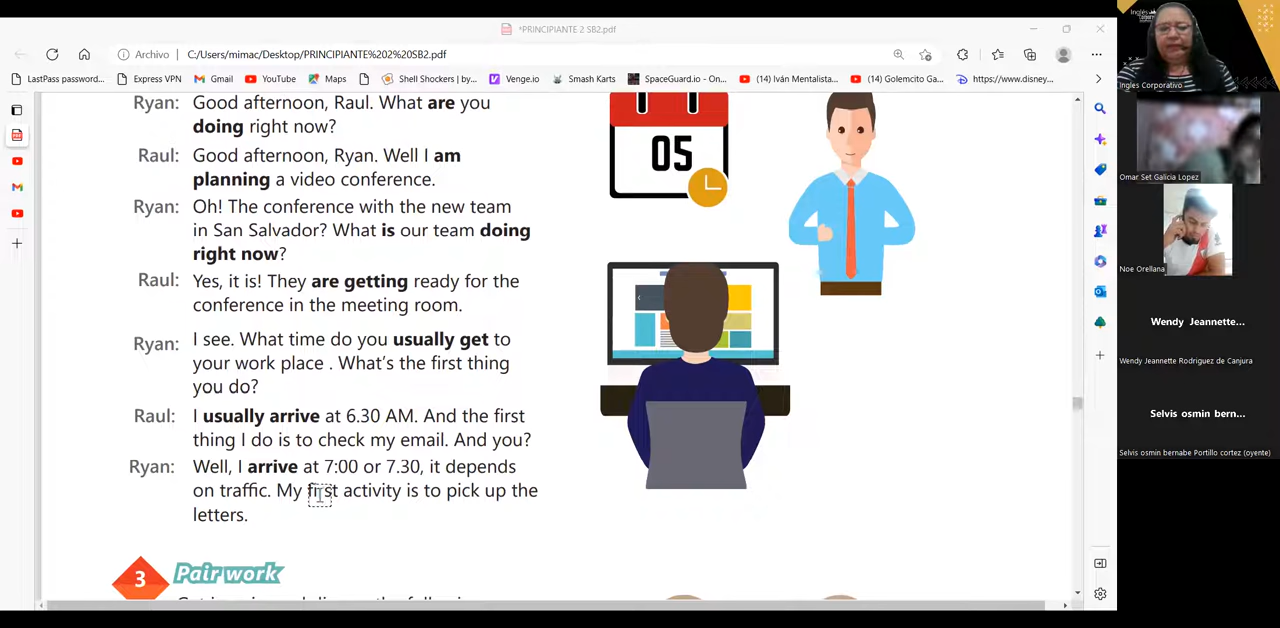 *PRINCIPIANTE 2 SB2.pdf
Archivo C:/Users/mimac/Desktop/PRINCIPIANTE%202%20SB2.pdf
LastPass password... Express VPN Gmail YouTube Maps Shell Shockers | by... Venge.io Smash Karts SpaceGuard.io - On... (14) Iván Mentalista... (14) Golemcito Ga... https://www.disney...
Ryan: Good afternoon, Raul. What are you
doing right now?
Raul: Good afternoon, Ryan. Well I am
planning a video conference.
Ryan: Oh! The conference with the new team
in San Salvador? What is our team doing
right now?
Raul: Yes, it is! They are getting ready for the
conference in the meeting room.
Ryan: I see. What time do you usually get to
your work place . What's the first thing
you do?
Raul: I usually arrive at 6.30 AM. And the first
thing I do is to check my email. And you?
Ryan: Well, I arrive at 7:00 or 7.30, it depends
on traffic. My first activity is to pick up the
letters.
3 Pair work
05
Inglés
Ingles Corporativo
Omar Set Galicia Lopez
Noe Orellana
Wendy Jeannette...
Wendy Jeannette Rodriguez de Canjura
Selvis osmin bern...
Selvis osmin bernabe Portillo cortez (oyente)